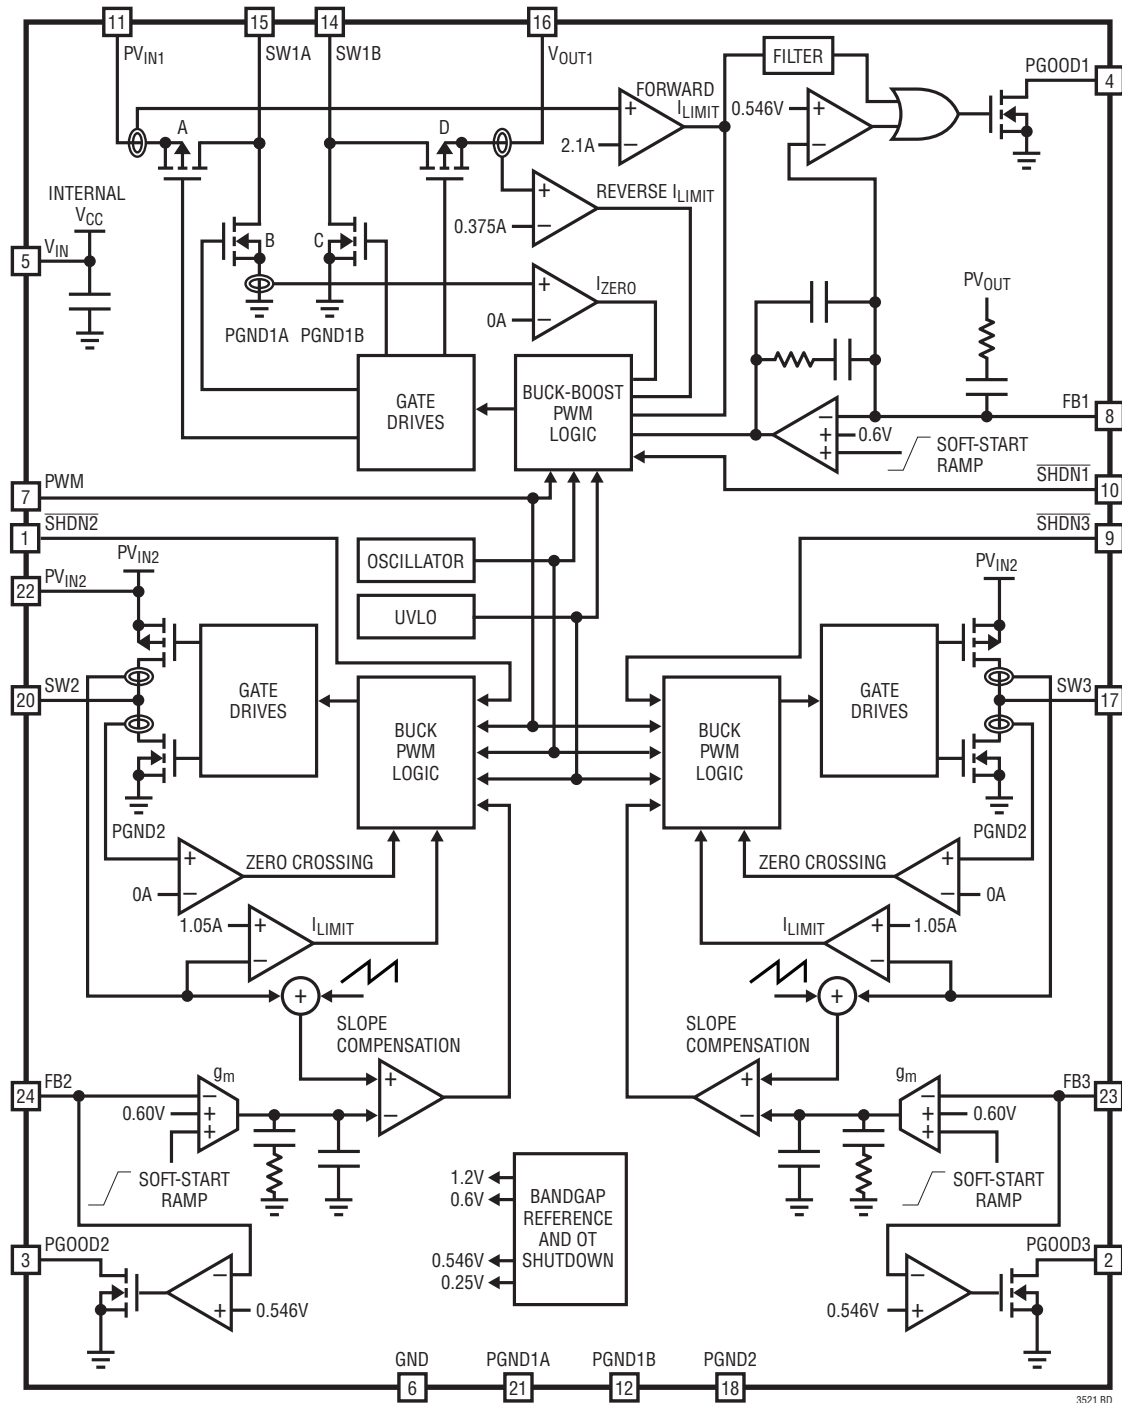 11
15
14
16
PVIN1
SW1A
SW1B
VOUT1
FILTER
PGOOD1
4
FORWARD
ILIMIT
0.546V
+
−
+
−
A
D
2.1A
INTERNAL
VCC
REVERSE ILIMIT
+
−
0.375A
5
VIN
B
C
IZERO
+
−
0A
PVOUT
PGND1A
PGND1B
GATE
DRIVES
BUCK-BOOST
PWM
LOGIC
FB1
8
−
+
+
0.6V
SOFT-START
RAMP
SHDN1
10
7
PWM
1
SHDN2
SHDN3
9
OSCILLATOR
PVIN2
PVIN2
22
PVIN2
UVLO
20
SW2
GATE
DRIVES
BUCK
PWM
LOGIC
BUCK
PWM
LOGIC
GATE
DRIVES
SW3
17
PGND2
PGND2
+
−
ZERO CROSSING
ZERO CROSSING
+
−
0A
0A
1.05A
+
−
ILIMIT
ILIMIT
+
−
1.05A
+
+
SLOPE
COMPENSATION
SLOPE
COMPENSATION
24
FB2
gm
−
+
+
0.60V
+
−
+
−
gm
−
+
+
0.60V
FB3
23
SOFT-START
RAMP
SOFT-START
RAMP
1.2V
0.6V
0.546V
0.25V
BANDGAP
REFERENCE
AND OT
SHUTDOWN
3
PGOOD2
−
+
0.546V
−
+
0.546V
PGOOD3
2
GND
PGND1A
PGND1B
PGND2
6
21
12
18
3521 BD